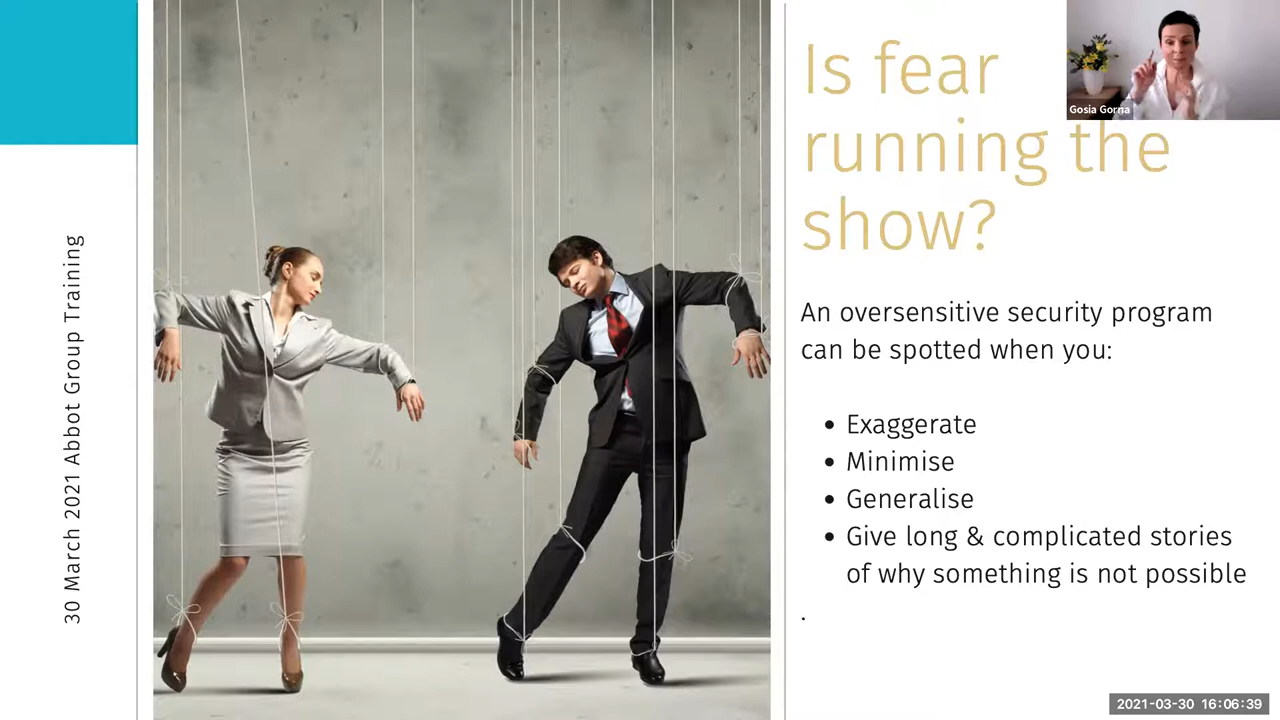 30 March 2021 Abbot Group Training
Is fear
running the
show?
Gosia Gorna
An oversensitive security program
can be spotted when you:
• Exaggerate
• Minimise
• Generalise
• Give long & complicated stories
of why something is not possible
.
2021-03-30 16:06:39